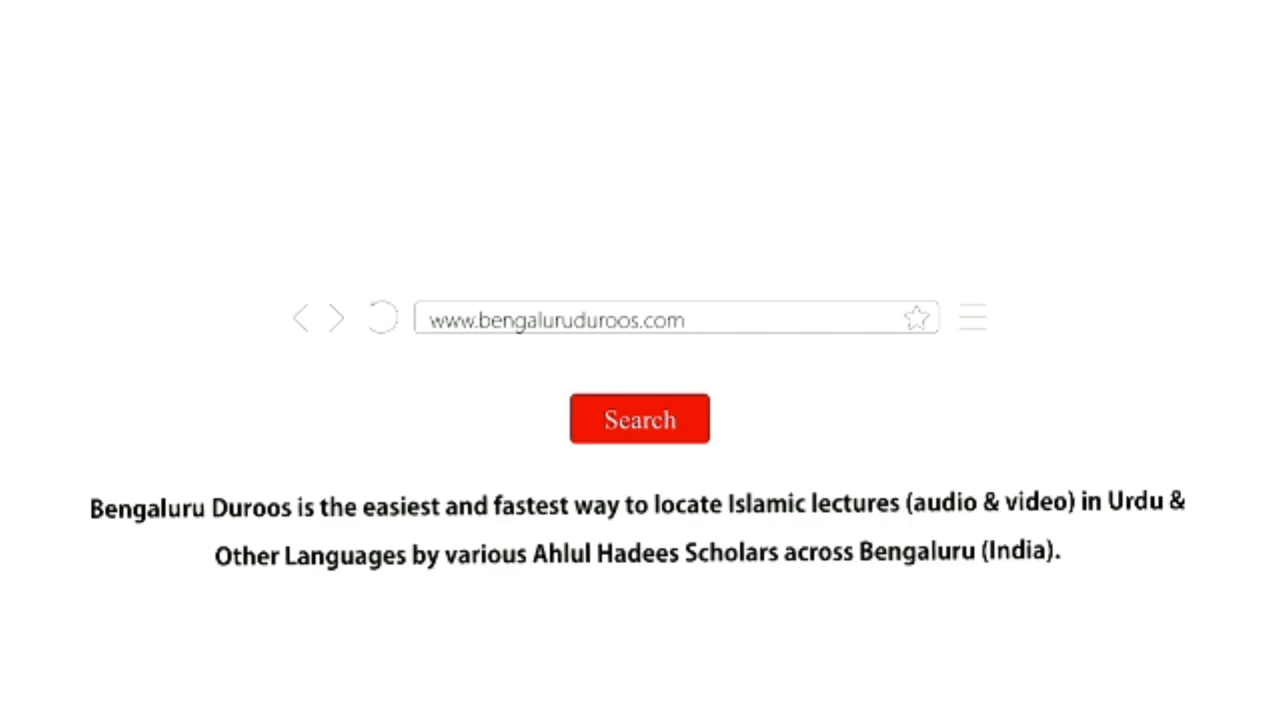 www.bengaluruduroos.com
Search
Bengaluru Duroos is the easiest and fastest way to locate Islamic lectures (audio & video) in Urdu &
Other Languages by various Ahlul Hadees Scholars across Bengaluru (India).